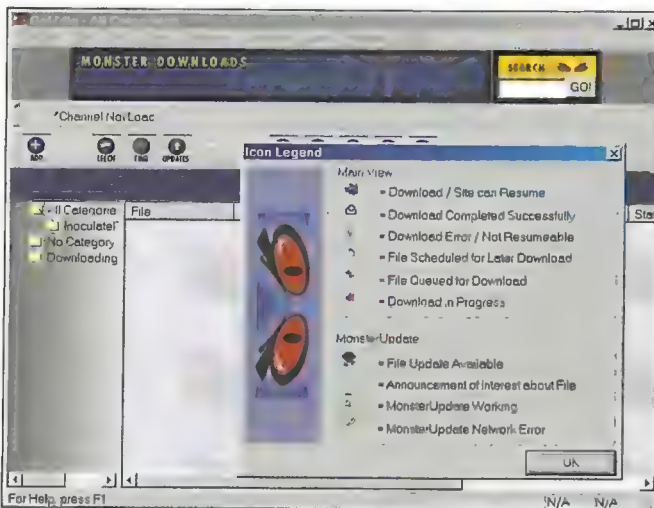 MONSTER DOWNLOADS
SEARCH
GO!
Channel Not Load
ADD
FIND
UPDATES
Icon Legend
Main View
= Download / Site can Resume
= Download Completed Successfully
= Download Error / Not Resumeable
= File Scheduled for Later Download
= File Queued for Download
= Download in Progress
MonsterUpdate
= File Update Available
= Announcement of Interest about File
= MonsterUpdate Working
= MonsterUpdate Network Error
OK
File
Stat
No Category
Downloading
For Help, press F1
N/A N/A